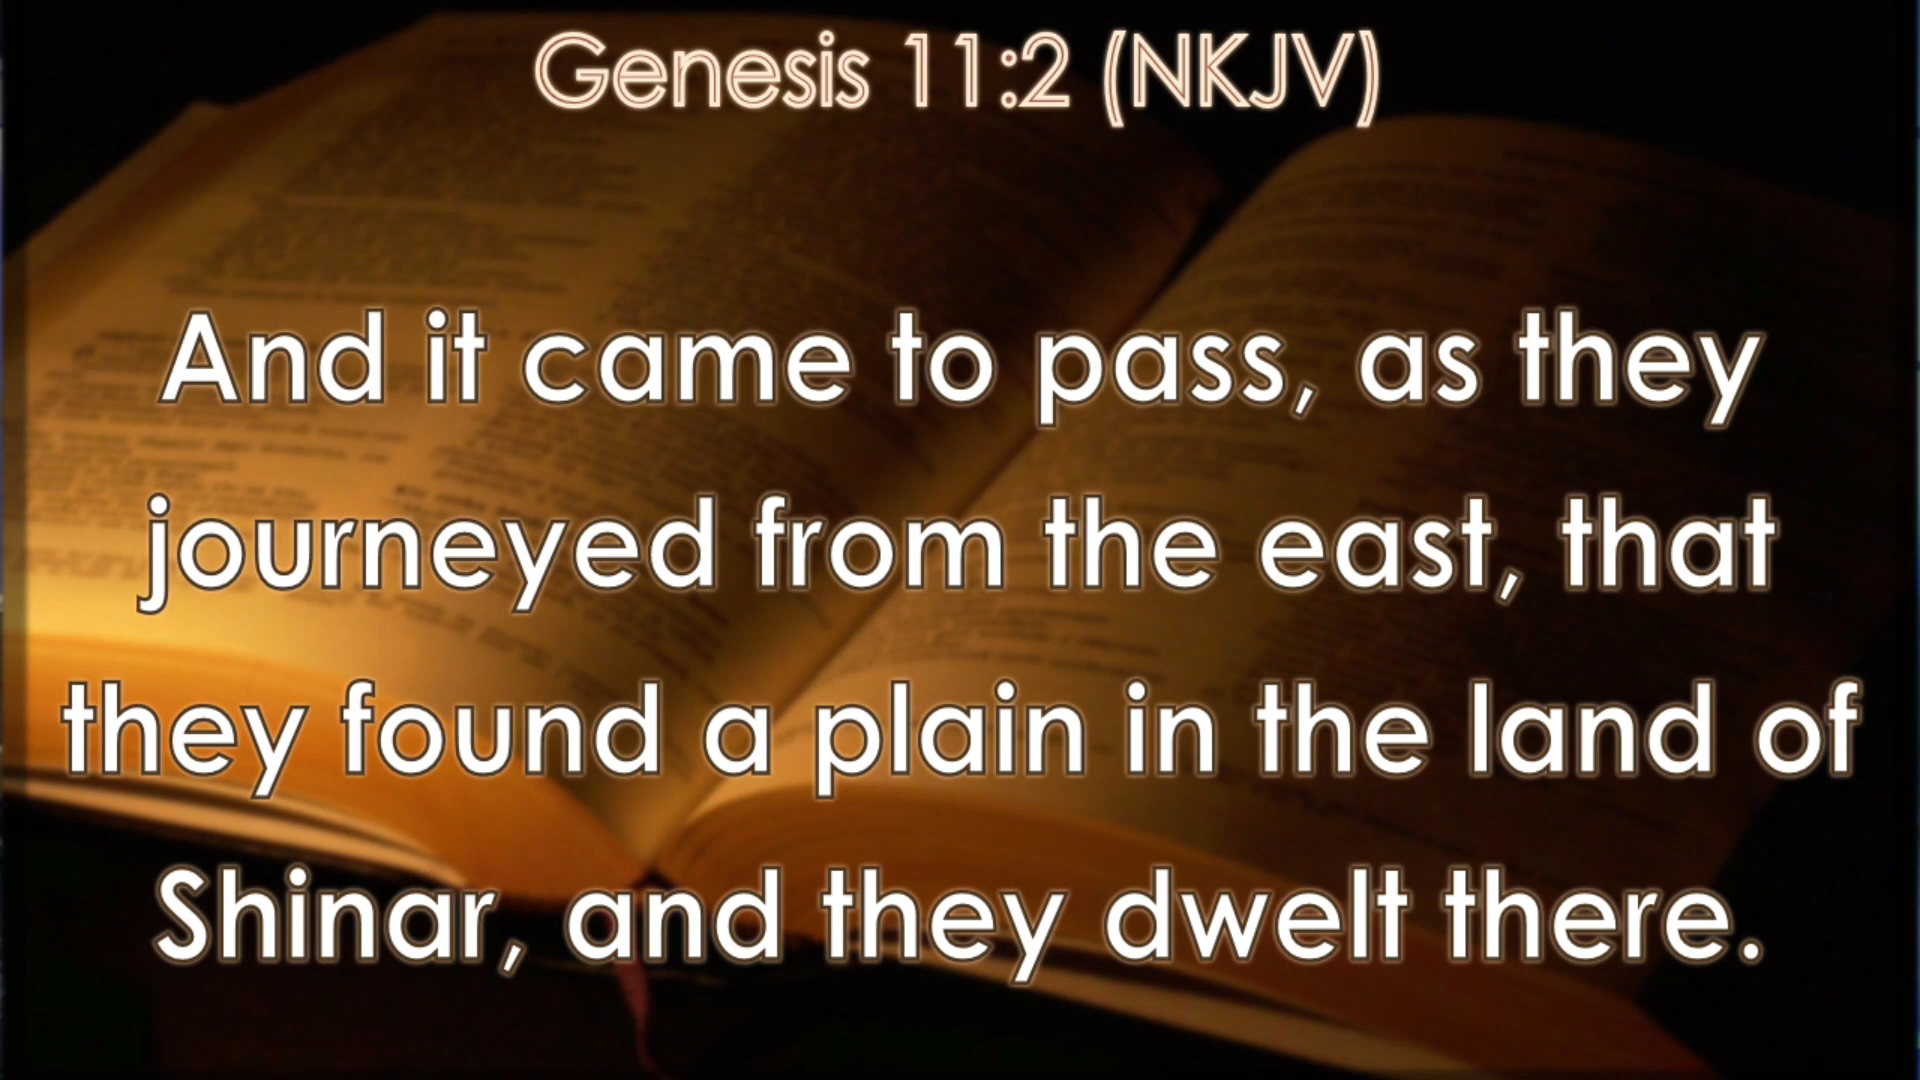 Genesis 11:2 (NKJV)
And it came to pass, as they
journeyed from the east, that
they found a plain in the land of
Shinar, and they dwelt there.